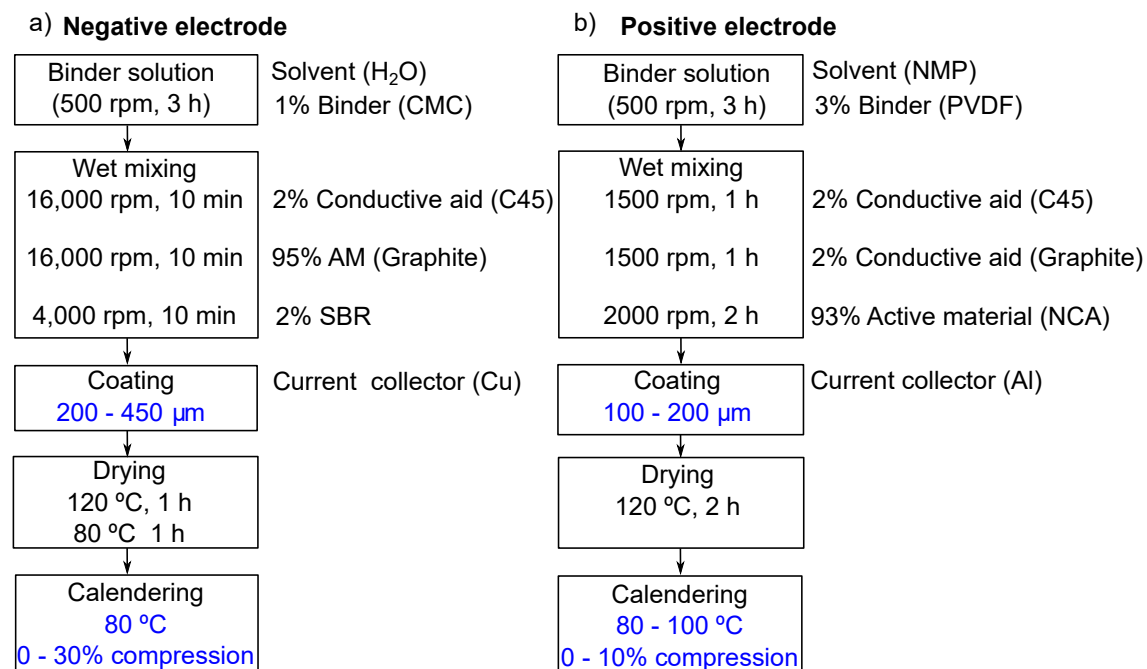 a) Negative electrode
Binder solution
(500 rpm, 3 h)
Solvent (H₂O)
1% Binder (CMC)
Wet mixing
16,000 rpm, 10 min
2% Conductive aid (C45)
16,000 rpm, 10 min
95% AM (Graphite)
4,000 rpm, 10 min
2% SBR
Coating
200 - 450 µm
Current collector (Cu)
Drying
120 ºC, 1 h
80 ºC 1 h
Calendering
80 ºC
0 - 30% compression
b) Positive electrode
Binder solution
(500 rpm, 3 h)
Solvent (NMP)
3% Binder (PVDF)
Wet mixing
1500 rpm, 1 h
2% Conductive aid (C45)
1500 rpm, 1 h
2% Conductive aid (Graphite)
2000 rpm, 2 h
93% Active material (NCA)
Coating
100 - 200 µm
Current collector (Al)
Drying
120 ºC, 2 h
Calendering
80 - 100 ºC
0 - 10% compression